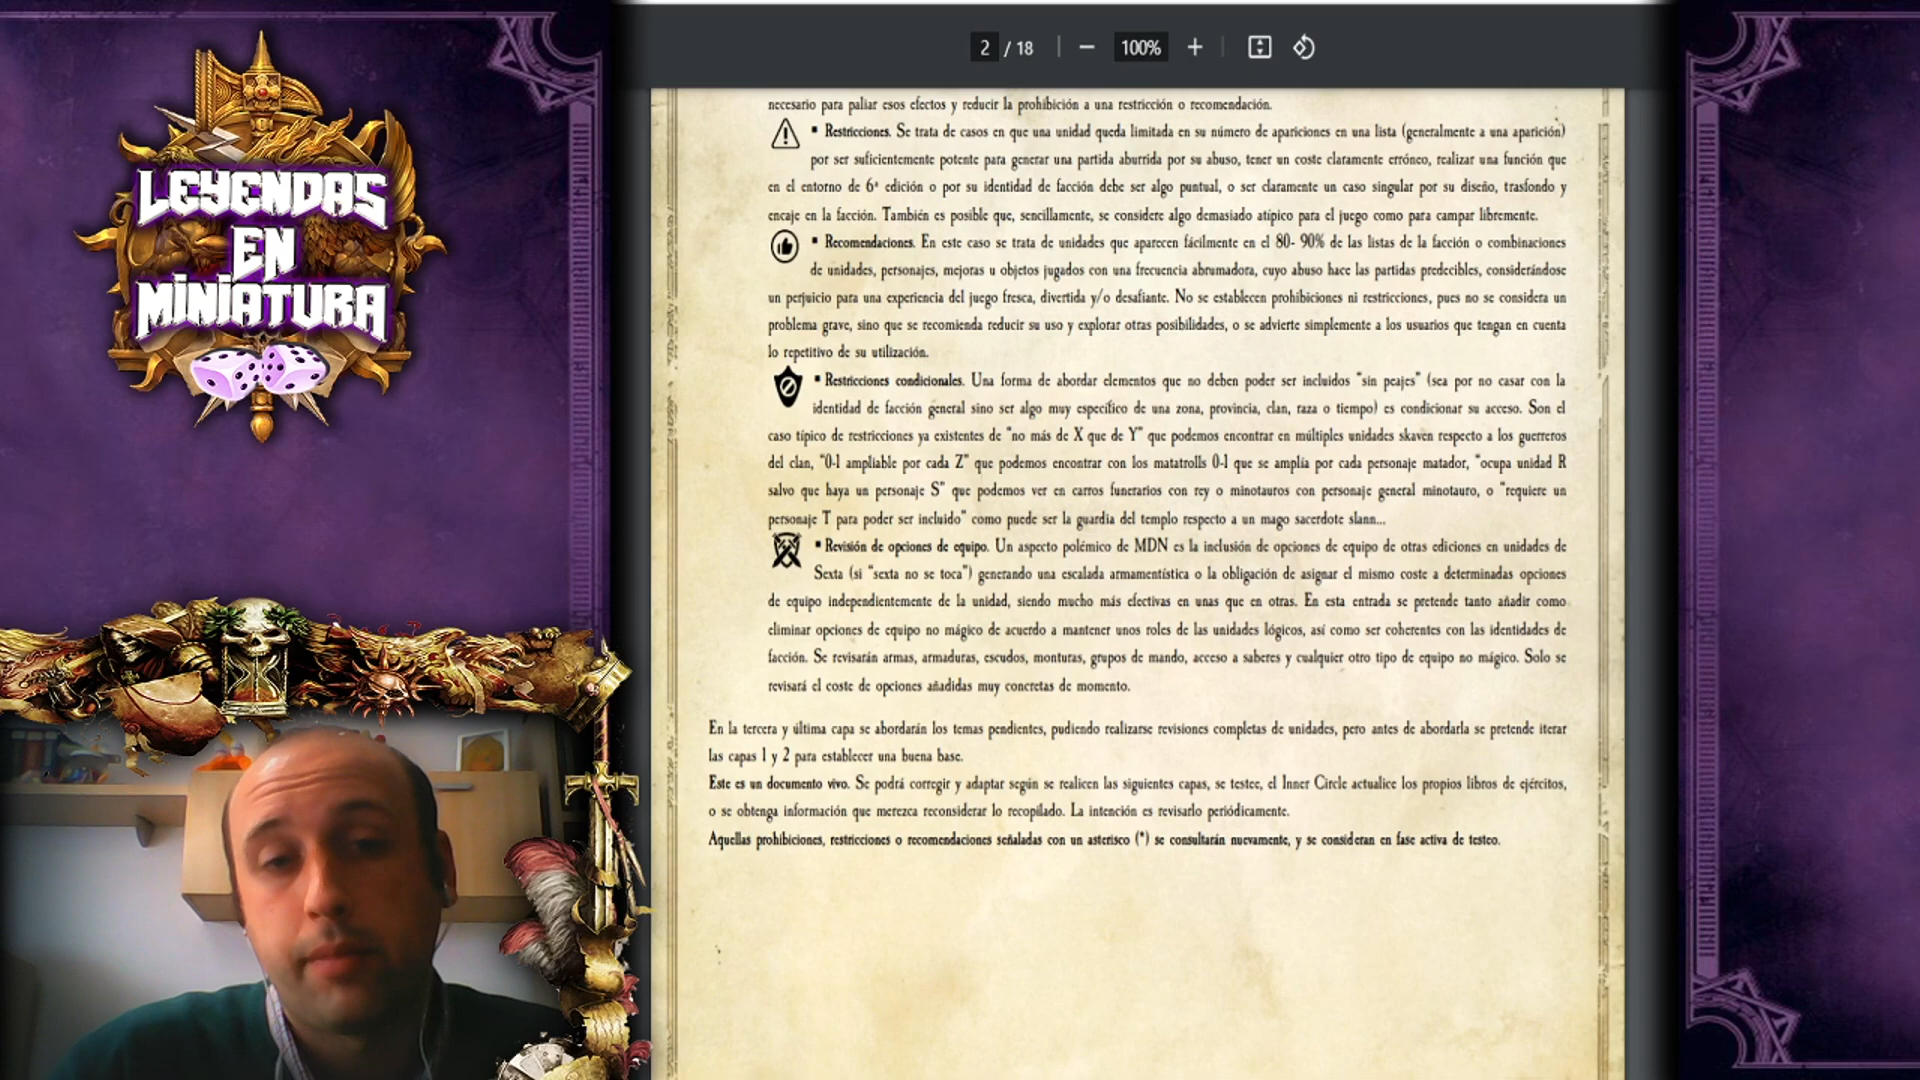 LEYENDAS
EN
MINIATURA
2 / 18
100%
necesario para paliar esos efectos y reducir la prohibición a una restricción o recomendación.
▪ Restricciones. Se trata de casos en que una unidad queda limitada en su número de apariciones en una lista (generalmente a una aparición)
por ser suficientemente potente para generar una partida aburrida por su abuso, tener un coste claramente erróneo, realizar una función que
en el entorno de 6ª edición o por su identidad de facción debe ser algo puntual, o ser claramente un caso singular por su diseño, trasfondo y
encaje en la facción. También es posible que, sencillamente, se considere algo demasiado atípico para el juego como para campar libremente.
▪ Recomendaciones. En este caso se trata de unidades que aparecen fácilmente en el 80- 90% de las listas de la facción o combinaciones
de unidades, personajes, mejoras u objetos jugados con una frecuencia abrumadora, cuyo abuso hace las partidas predecibles, considerándose
un perjuicio para una experiencia del juego fresca, divertida y/o desafiante. No se establecen prohibiciones ni restricciones, pues no se considera un
problema grave, sino que se recomienda reducir su uso y explorar otras posibilidades, o se advierte simplemente a los usuarios que tengan en cuenta
lo repetitivo de su utilización.
▪ Restricciones condicionales. Una forma de abordar elementos que no deben poder ser incluidos "sin peajes" (sea por no casar con la
identidad de facción general sino ser algo muy específico de una zona, provincia, clan, raza o tiempo) es condicionar su acceso. Son el
caso típico de restricciones ya existentes de "no más de X que de Y" que podemos encontrar en múltiples unidades skaven respecto a los guerreros
del clan, "0-1 ampliable por cada Z" que podemos encontrar con los matatrolls 0-1 que se amplía por cada personaje matador, "ocupa unidad R
salvo que haya un personaje S" que podemos ver en carros funerarios con rey o minotauros con personaje general minotauro, o "requiere un
personaje T para poder ser incluido" como puede ser la guardia del templo respecto a un mago sacerdote slann...
▪ Revisión de opciones de equipo. Un aspecto polémico de MDN es la inclusión de opciones de equipo de otras ediciones en unidades de
Sexta (si "sexta no se toca") generando una escalada armamentística o la obligación de asignar el mismo coste a determinadas opciones
de equipo independientemente de la unidad, siendo mucho más efectivas en unas que en otras. En esta entrada se pretende tanto añadir como
eliminar opciones de equipo no mágico de acuerdo a mantener unos roles de las unidades lógicos, así como ser coherentes con las identidades de
facción. Se revisarán armas, armaduras, escudos, monturas, grupos de mando, acceso a saberes y cualquier otro tipo de equipo no mágico. Solo se
revisará el coste de opciones añadidas muy concretas de momento.
En la tercera y última capa se abordarán los temas pendientes, pudiendo realizarse revisiones completas de unidades, pero antes de abordarla se pretende iterar
las capas 1 y 2 para establecer una buena base.
Este es un documento vivo. Se podrá corregir y adaptar según se realicen las siguientes capas, se testee, el Inner Circle actualice los propios libros de ejércitos,
o se obtenga información que merezca reconsiderar lo recopilado. La intención es revisarlo periódicamente.
Aquellas prohibiciones, restricciones o recomendaciones señaladas con un asterisco (*) se consultarán nuevamente, y se consideran en fase activa de testeo.